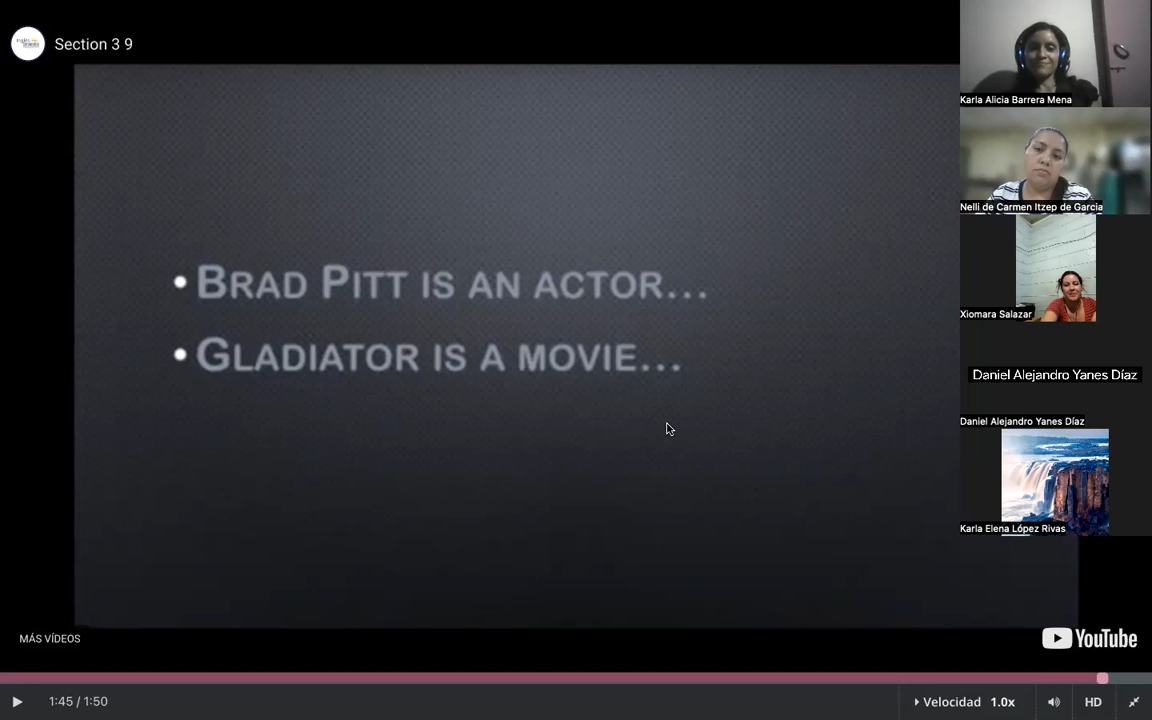 Section 3 9
• BRAD PITT IS AN ACTOR...
• GLADIATOR IS A MOVIE...
Karla Alicia Barrera Mena
Nelli de Carmen Itzep de Garcia
Xiomara Salazar
Daniel Alejandro Yanes Díaz
Daniel Alejandro Yanes Díaz
Karla Elena López Rivas
MÁS VÍDEOS
YouTube
1:45 / 1:50
Velocidad 1.0x
HD